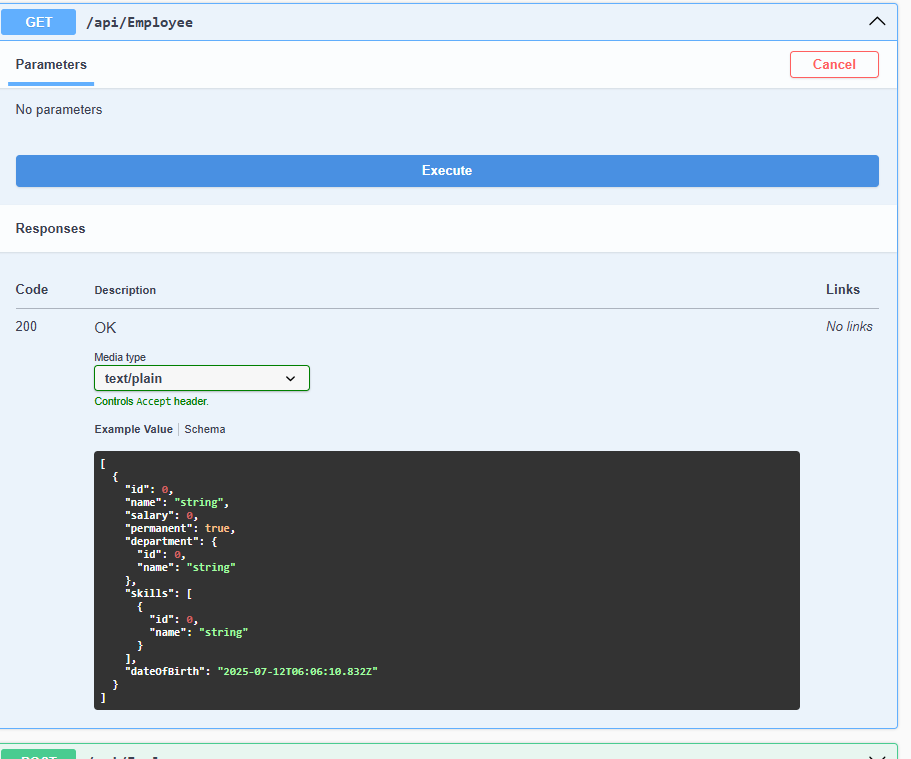 GET /api/Employee
Parameters
Cancel
No parameters
Execute
Responses
Code Description Links
200 OK No links
Media type
text/plain
Controls Accept header.
Example Value Schema
[
  {
    "id": 0,
    "name": "string",
    "salary": 0,
    "permanent": true,
    "department": {
      "id": 0,
      "name": "string"
    },
    "skills": [
      {
        "id": 0,
        "name": "string"
      }
    ],
    "dateOfBirth": "2025-07-12T06:06:10.832Z"
  }
]